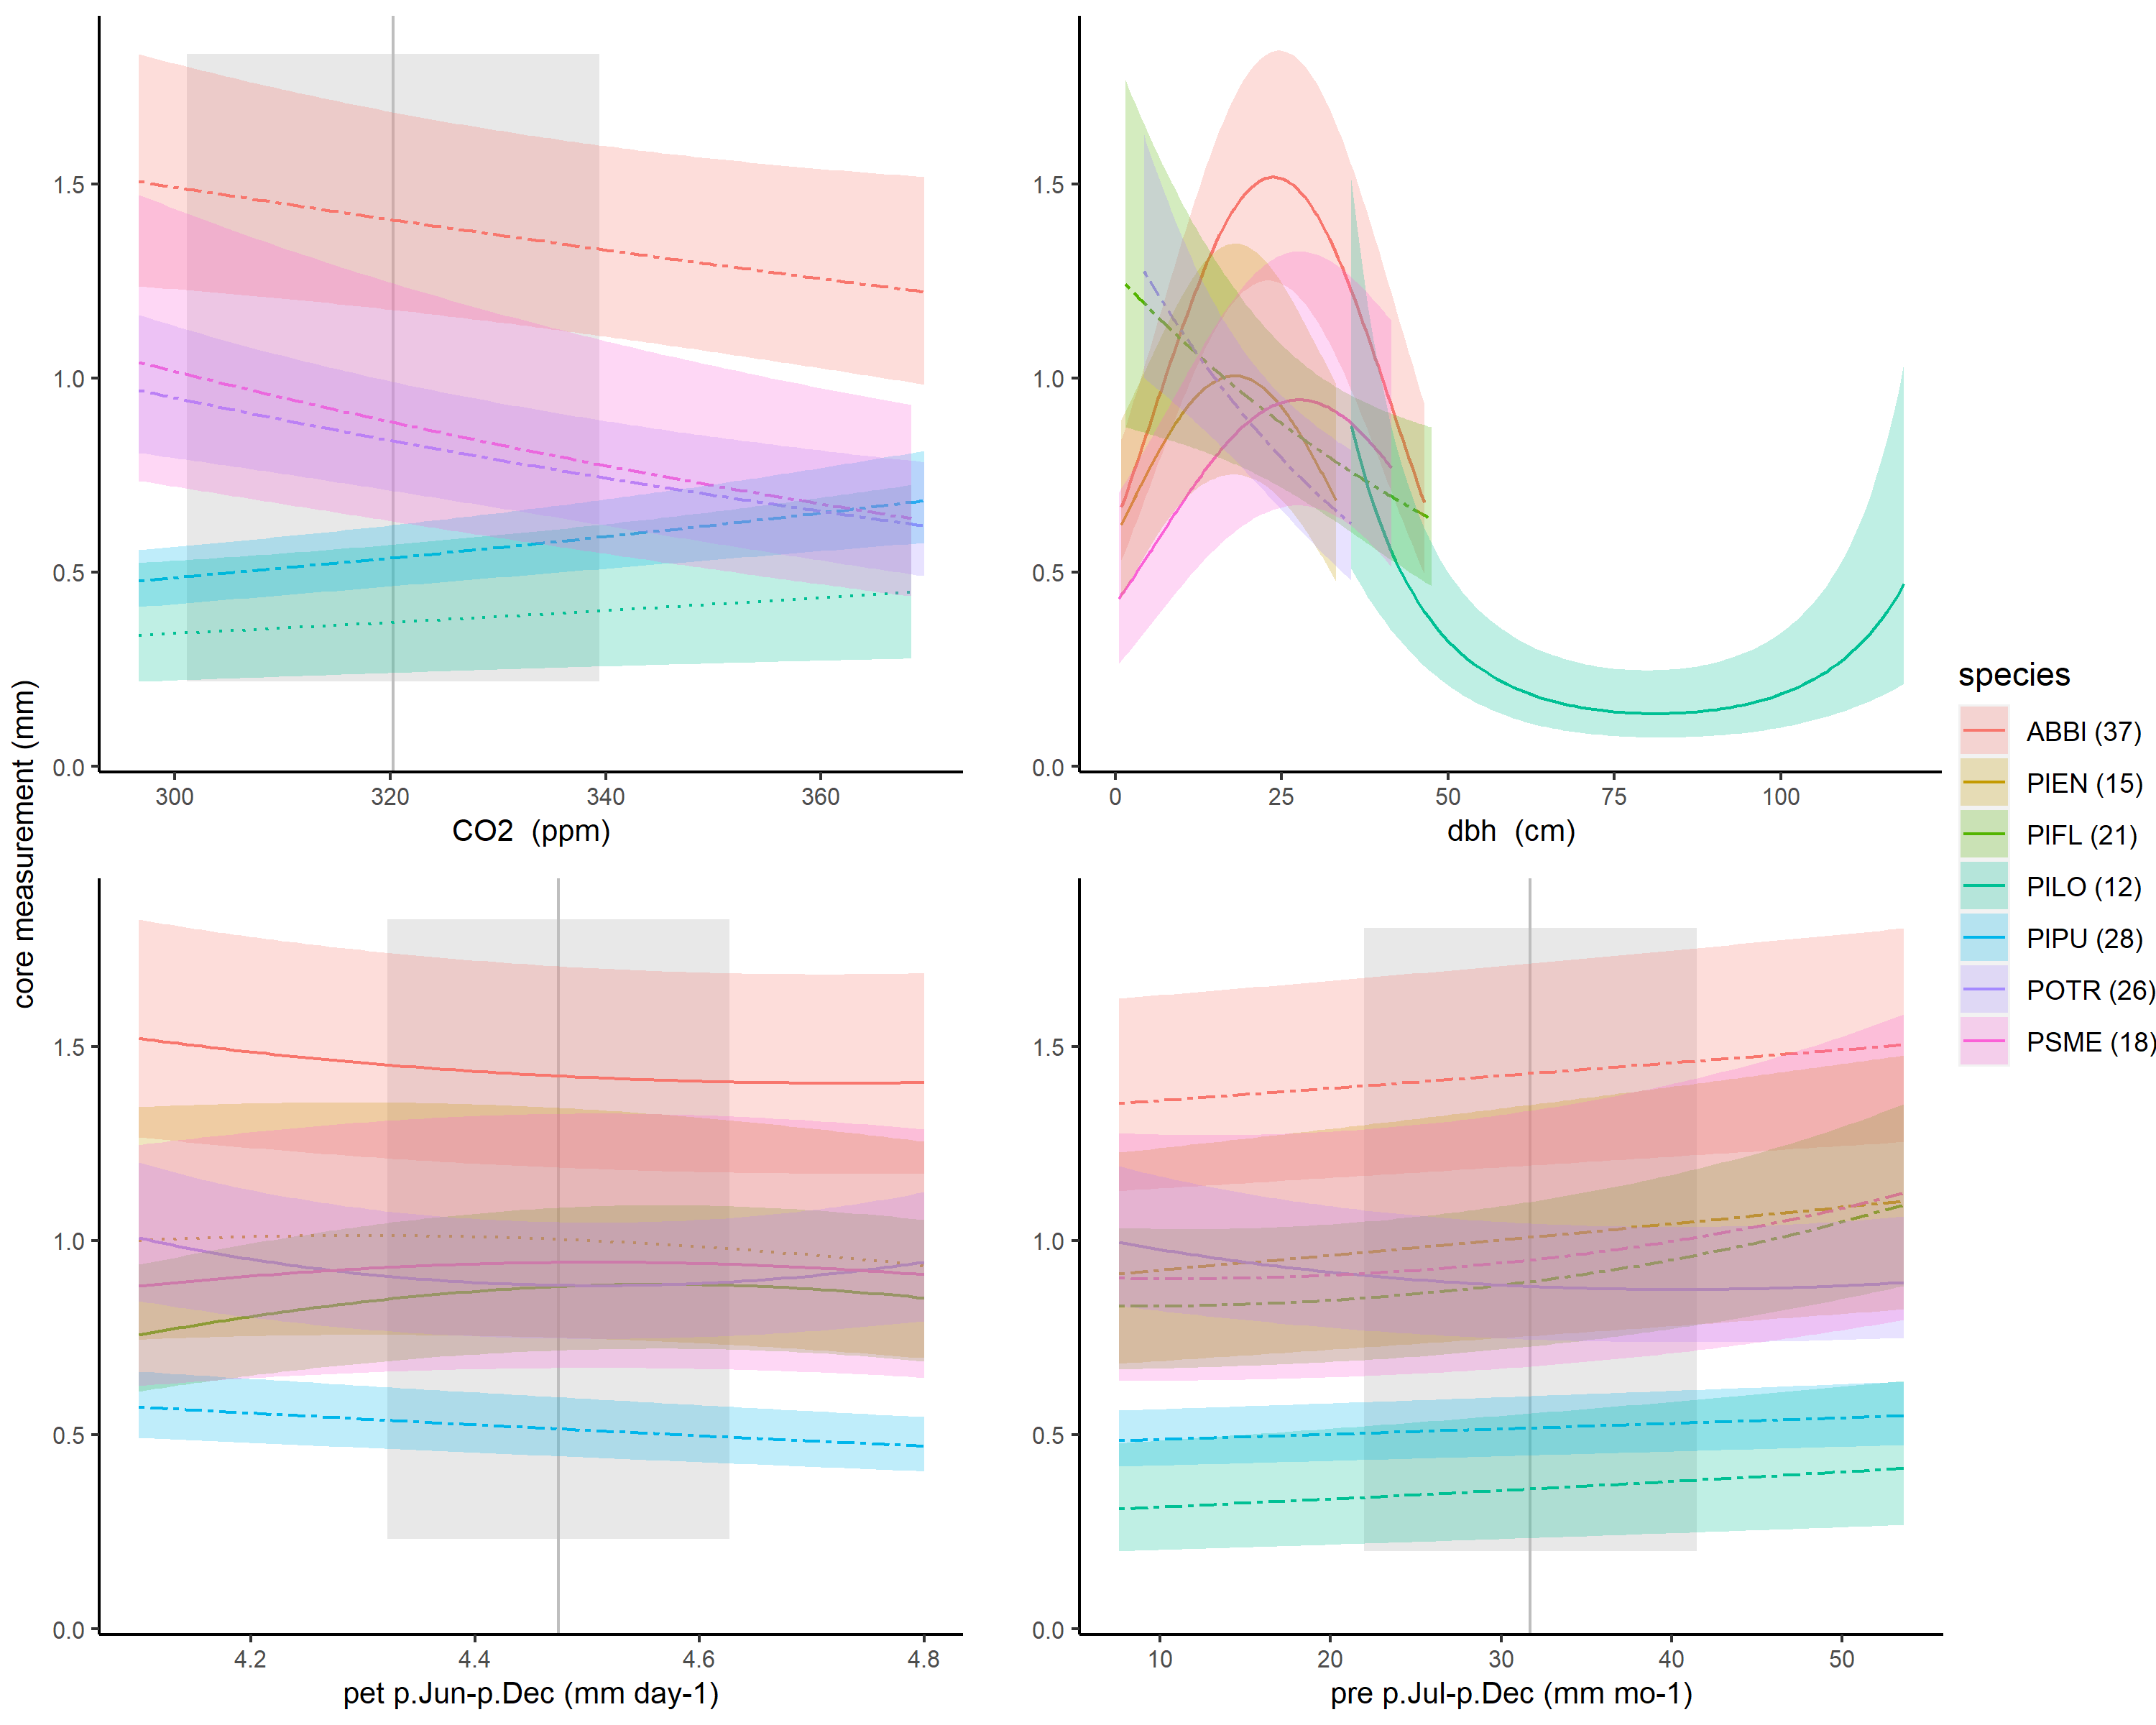 core measurement (mm)
1.5
1.0
0.5
0.0
300 320 340 360
CO2 (ppm)
1.5
1.0
0.5
0.0
0 25 50 75 100
dbh (cm)
1.5
1.0
0.5
0.0
4.2 4.4 4.6 4.8
pet p.Jun-p.Dec (mm day-1)
1.5
1.0
0.5
0.0
10 20 30 40 50
pre p.Jul-p.Dec (mm mo-1)
species
ABBI (37)
PIEN (15)
PIFL (21)
PILO (12)
PIPU (28)
POTR (26)
PSME (18)